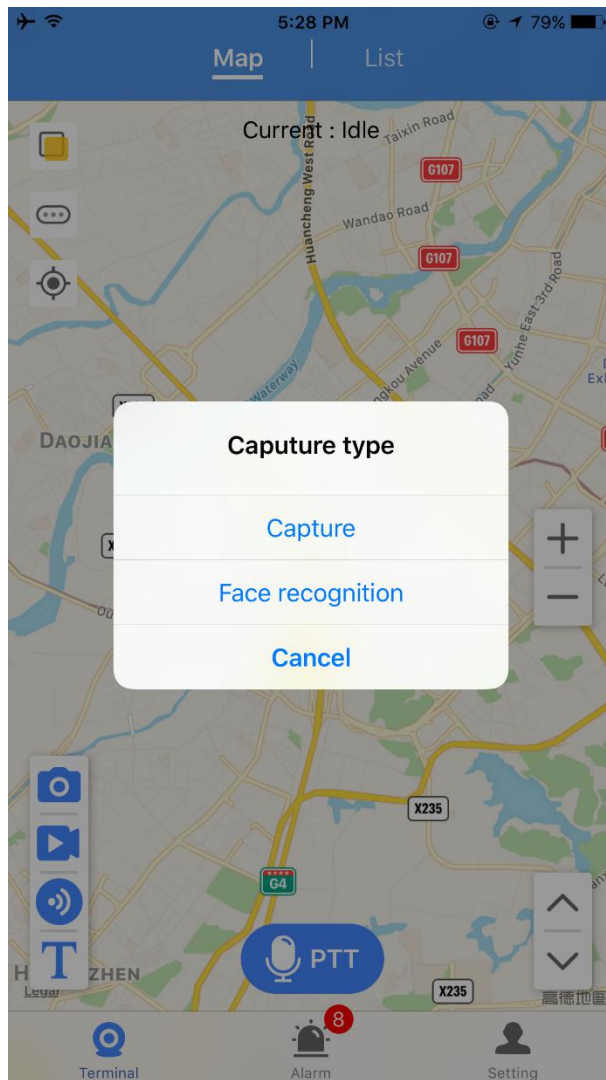 5:28 PM
79%
Map
List
Current : Idle
Taixin Road
Huancheng West Road
G107
Wandao Road
G107
Yunhe East 3rd Road
G107
Waterway
Avenue
DAOJIA
Caputure type
Capture
Face recognition
Cancel
X235
G4
PTT
T
ZHEN
Legal
X235
高德地图
Terminal
8
Alarm
Setting